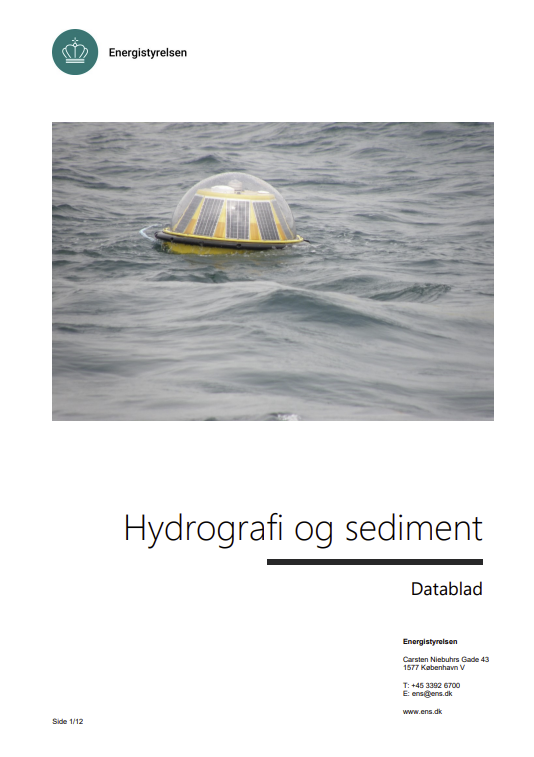 Energistyrelsen
Hydrografi og sediment
Datablad
Energistyrelsen
Carsten Niebuhrs Gade 43
1577 København V
T: +45 3392 6700
E: ens@ens.dk
www.ens.dk
Side 1/12